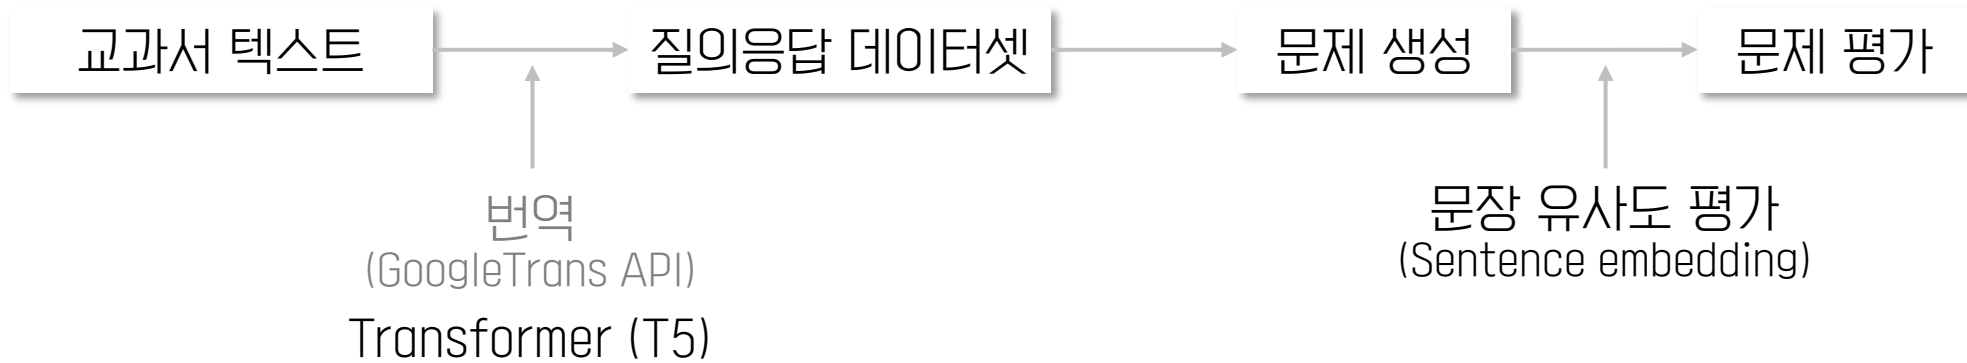 교과서 텍스트
질의응답 데이터셋
문제 생성
문제 평가
번역
(GoogleTrans API)
Transformer (T5)
문장 유사도 평가
(Sentence embedding)